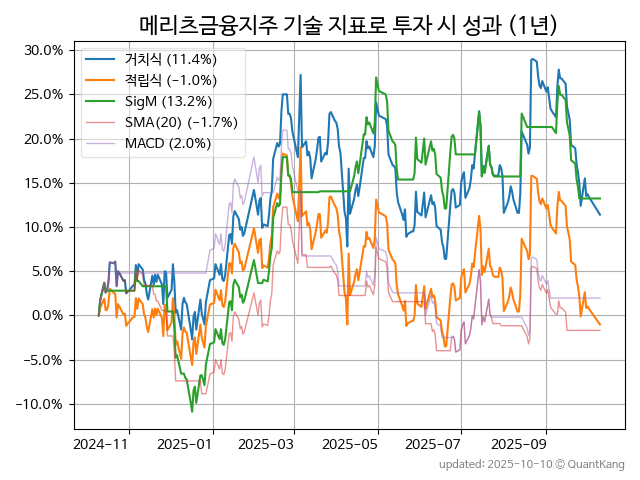 메리츠금융지주 기술 지표로 투자 시 성과 (1년)
30.0%
25.0%
20.0%
15.0%
10.0%
5.0%
0.0%
−5.0%
−10.0%
거치식 (11.4%)
적립식 (−1.0%)
SigM (13.2%)
SMA(20) (−1.7%)
MACD (2.0%)
2024-11 2025-01 2025-03 2025-05 2025-07 2025-09
updated: 2025-10-10 © QuantKang